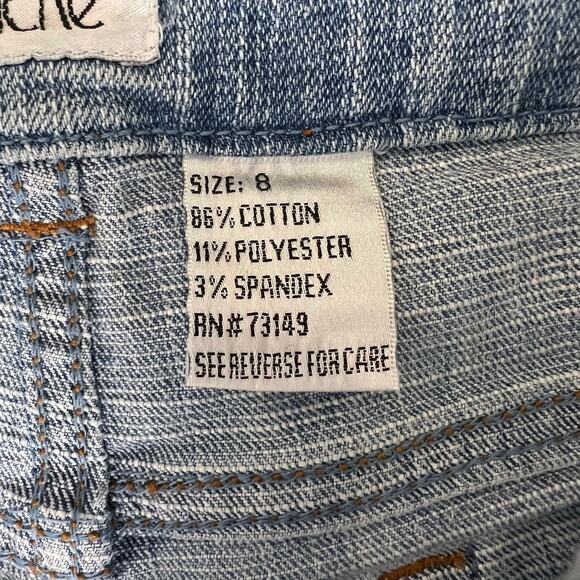 SIZE: 8
86% COTTON
11% POLYESTER
3% SPANDEX
RN#73149
SEE REVERSE FOR CARE